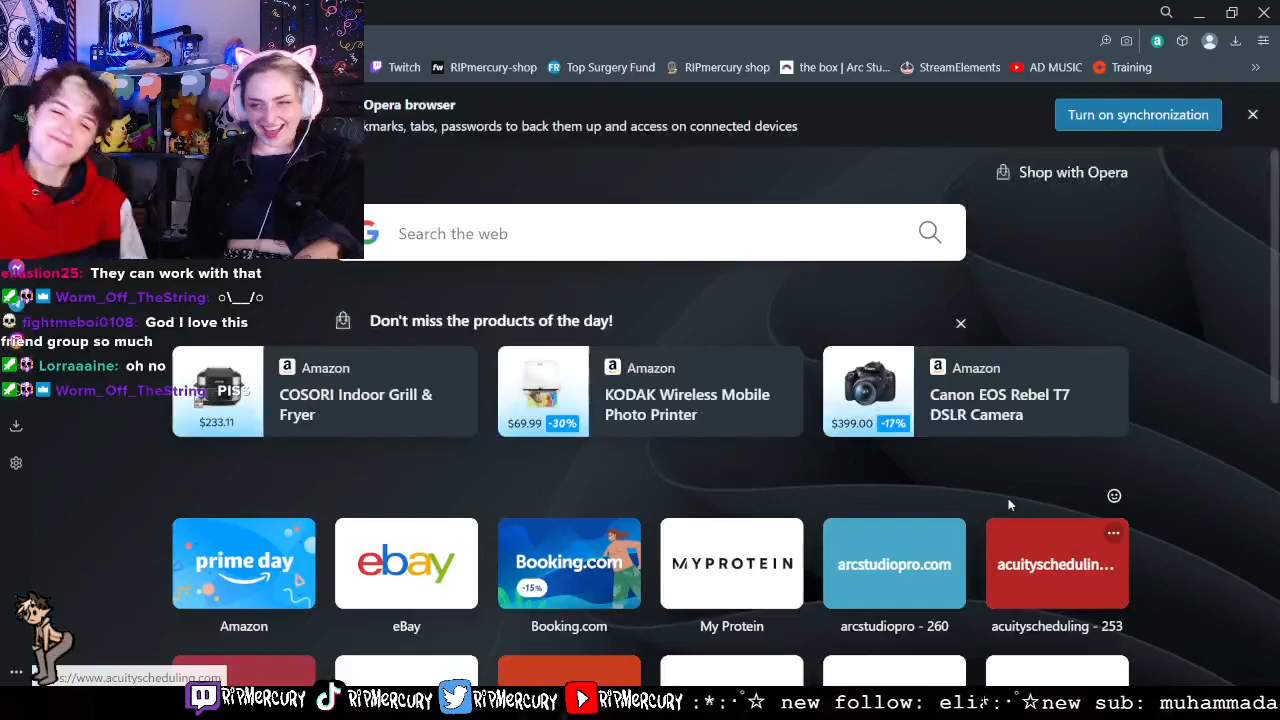 Twitch
RIPmercury-shop
Top Surgery Fund
RIPmercury shop
the box | Arc Stu...
StreamElements
AD MUSIC
Training
Opera browser
kmarks, tabs, passwords to back them up and access on connected devices
Turn on synchronization
Shop with Opera
Search the web
eliaslion25: They can work with that
Worm_Off_TheString: o\__/o
fightmeboi0108: God I love this
friend group so much
Lorraaaine: oh no
Worm_Off_TheString: PISS
Don't miss the products of the day!
Amazon
COSORI Indoor Grill &
Fryer
$233.11
Amazon
KODAK Wireless Mobile
Photo Printer
$69.99 -30%
Amazon
Canon EOS Rebel T7
DSLR Camera
$399.00 -17%
prime day
ebay
Booking.com
-15%
MYPROTEIN
arcstudiopro.com
acuityschedulin...
Amazon
eBay
Booking.com
My Protein
arcstudiopro - 260
acuityscheduling - 253
s://www.acuityscheduling.com
RIPMERCURY RIPMERCURY RIPMERCURY RIPMERCURY :*:･ﾟ☆ new follow: eli*:･ﾟ☆new sub: muhammada